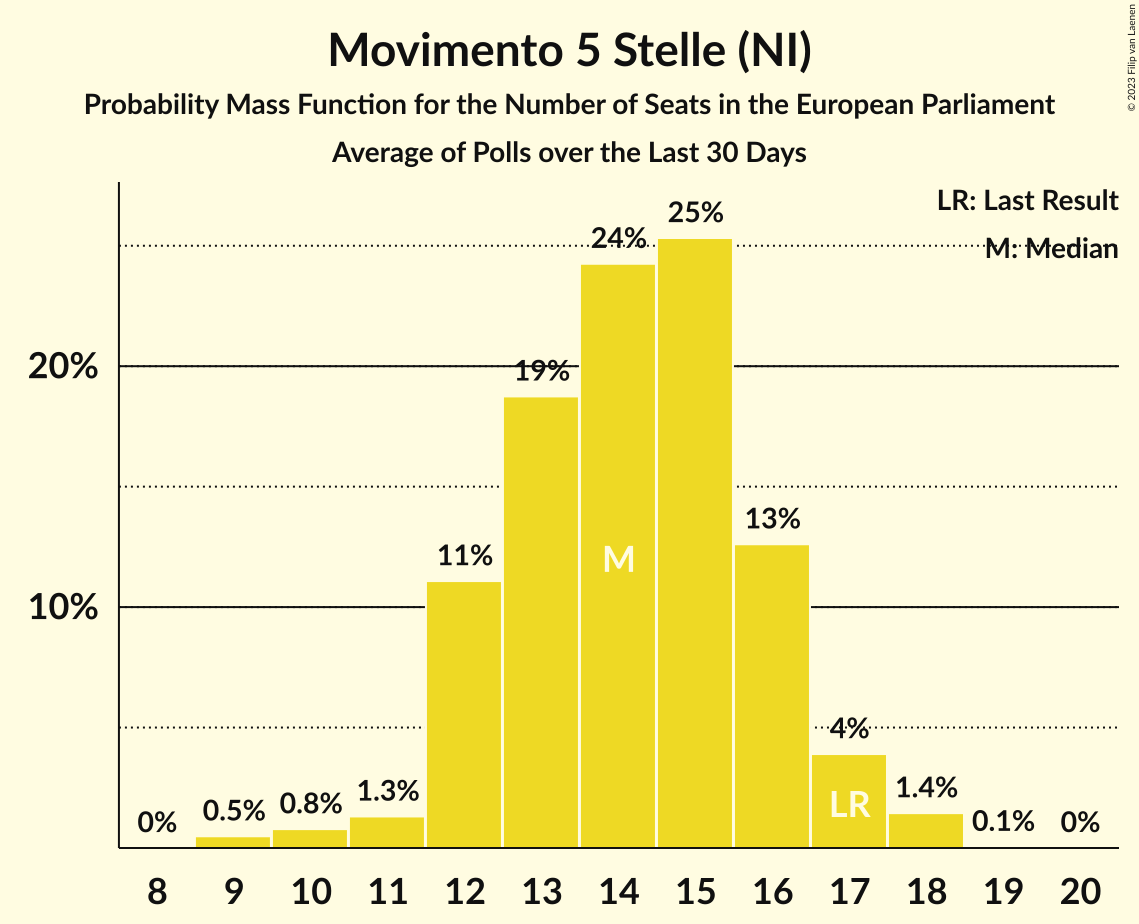 Movimento 5 Stelle (NI)
Probability Mass Function for the Number of Seats in the European Parliament
Average of Polls over the Last 30 Days
© 2023 Filip van Laenen
LR: Last Result
M: Median
25%
24%
20%
19%
13%
11%
M
10%
4%
LR
1.4%
1.3%
0.8%
0.5%
0%
0.1%
0%
8 9 10 11 12 13 14 15 16 17 18 19 20